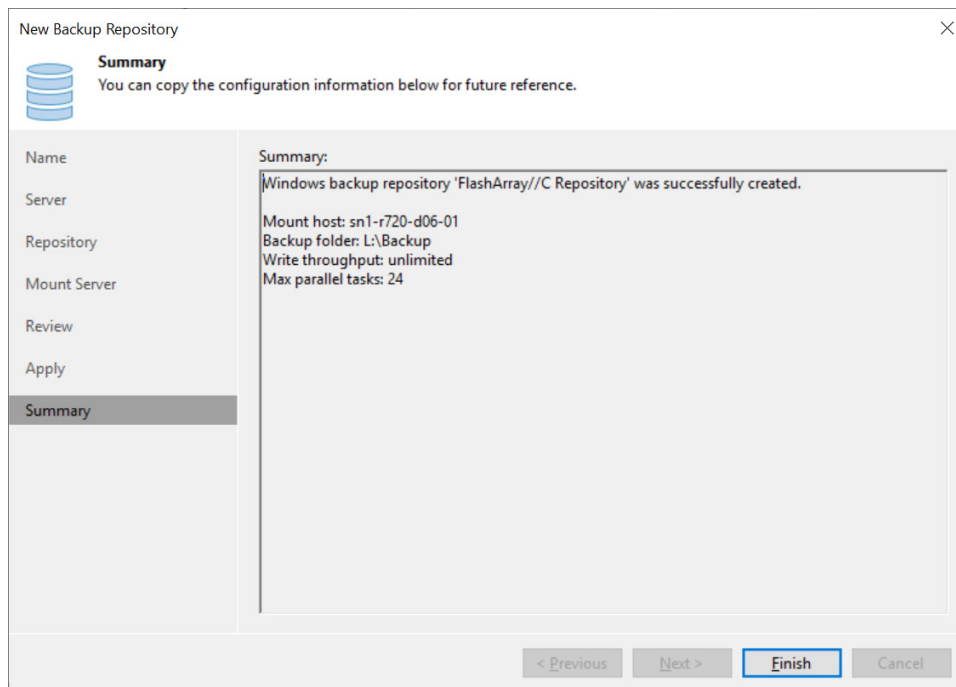 New Backup Repository
Summary
You can copy the configuration information below for future reference.
Name
Server
Repository
Mount Server
Review
Apply
Summary
Summary:
Windows backup repository 'FlashArray//C Repository' was successfully created.
Mount host: sn1-r720-d06-01
Backup folder: L:\Backup
Write throughput: unlimited
Max parallel tasks: 24
< Previous
Next >
Finish
Cancel